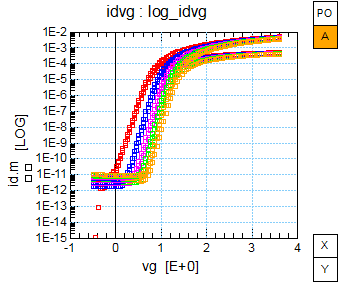 idvg : log_idvg
PO
A
1E-2
1E-3
1E-4
1E-5
1E-6
1E-7
1E-8
1E-9
1E-10
1E-11
1E-12
1E-13
1E-14
1E-15
id.m [LOG]
-1 0 1 2 3 4
vg [E+0]
X
Y